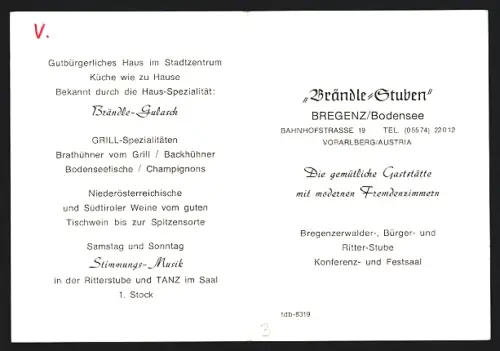 V.
Gutbürgerliches Haus im Stadtzentrum
Küche wie zu Hause
Bekannt durch die Haus-Spezialität:
Brändle-Gulasch
GRILL-Spezialitäten
Brathühner vom Grill / Backhühner
Bodenseefische / Champignons
Niederösterreichische
und Südtiroler Weine vom guten
Tischwein bis zur Spitzensorte
Samstag und Sonntag
Stimmungs-Musik
in der Ritterstube und TANZ im Saal
1. Stock
„Brändle-Stuben"
BREGENZ/Bodensee
BAHNHOFSTRASSE 19 TEL. (05574) 22012
VORARLBERG/AUSTRIA
Die gemütliche Gaststätte
mit modernen Fremdenzimmern
Bregenzerwalder-, Bürger- und
Ritter-Stube
Konferenz- und Festsaal
fdb-8319
3